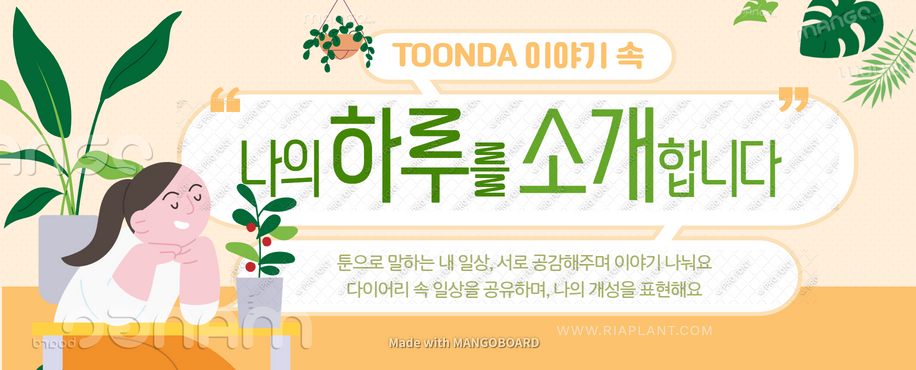 TOONDA 이야기 속
“나의 하루를 소개합니다”
툰으로 말하는 내 일상, 서로 공감해주며 이야기 나눠요
다이어리 속 일상을 공유하며, 나의 개성을 표현해요
WWW.RIAPLANT.COM
Made with MANGOBOARD